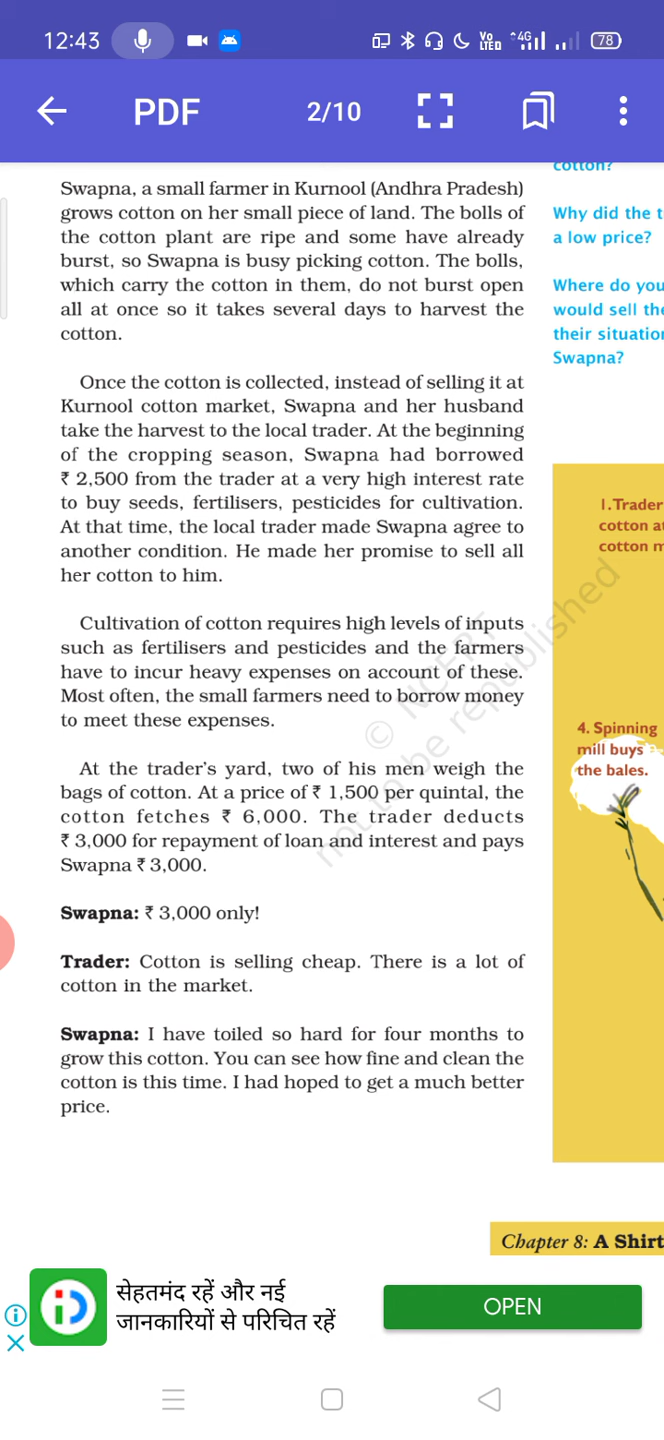 12:43
Vo LTED
4G
78
PDF
2/10
Swapna, a small farmer in Kurnool (Andhra Pradesh)
grows cotton on her small piece of land. The bolls of
the cotton plant are ripe and some have already
burst, so Swapna is busy picking cotton. The bolls,
which carry the cotton in them, do not burst open
all at once so it takes several days to harvest the
cotton.
Once the cotton is collected, instead of selling it at
Kurnool cotton market, Swapna and her husband
take the harvest to the local trader. At the beginning
of the cropping season, Swapna had borrowed
₹ 2,500 from the trader at a very high interest rate
to buy seeds, fertilisers, pesticides for cultivation.
At that time, the local trader made Swapna agree to
another condition. He made her promise to sell all
her cotton to him.
Cultivation of cotton requires high levels of inputs
such as fertilisers and pesticides and the farmers
have to incur heavy expenses on account of these.
Most often, the small farmers need to borrow money
to meet these expenses.
At the trader's yard, two of his men weigh the
bags of cotton. At a price of ₹ 1,500 per quintal, the
cotton fetches ₹ 6,000. The trader deducts
₹ 3,000 for repayment of loan and interest and pays
Swapna ₹ 3,000.
Swapna: ₹ 3,000 only!
Trader: Cotton is selling cheap. There is a lot of
cotton in the market.
Swapna: I have toiled so hard for four months to
grow this cotton. You can see how fine and clean the
cotton is this time. I had hoped to get a much better
price.
© NCERT
not to be republished
cotton?
Why did the t
a low price?
Where do you
would sell the
their situation
Swapna?
1.Trader
cotton a
cotton m
4. Spinning
mill buys
the bales.
Chapter 8: A Shirt
सेहतमंद रहें और नई
जानकारियों से परिचित रहें
OPEN